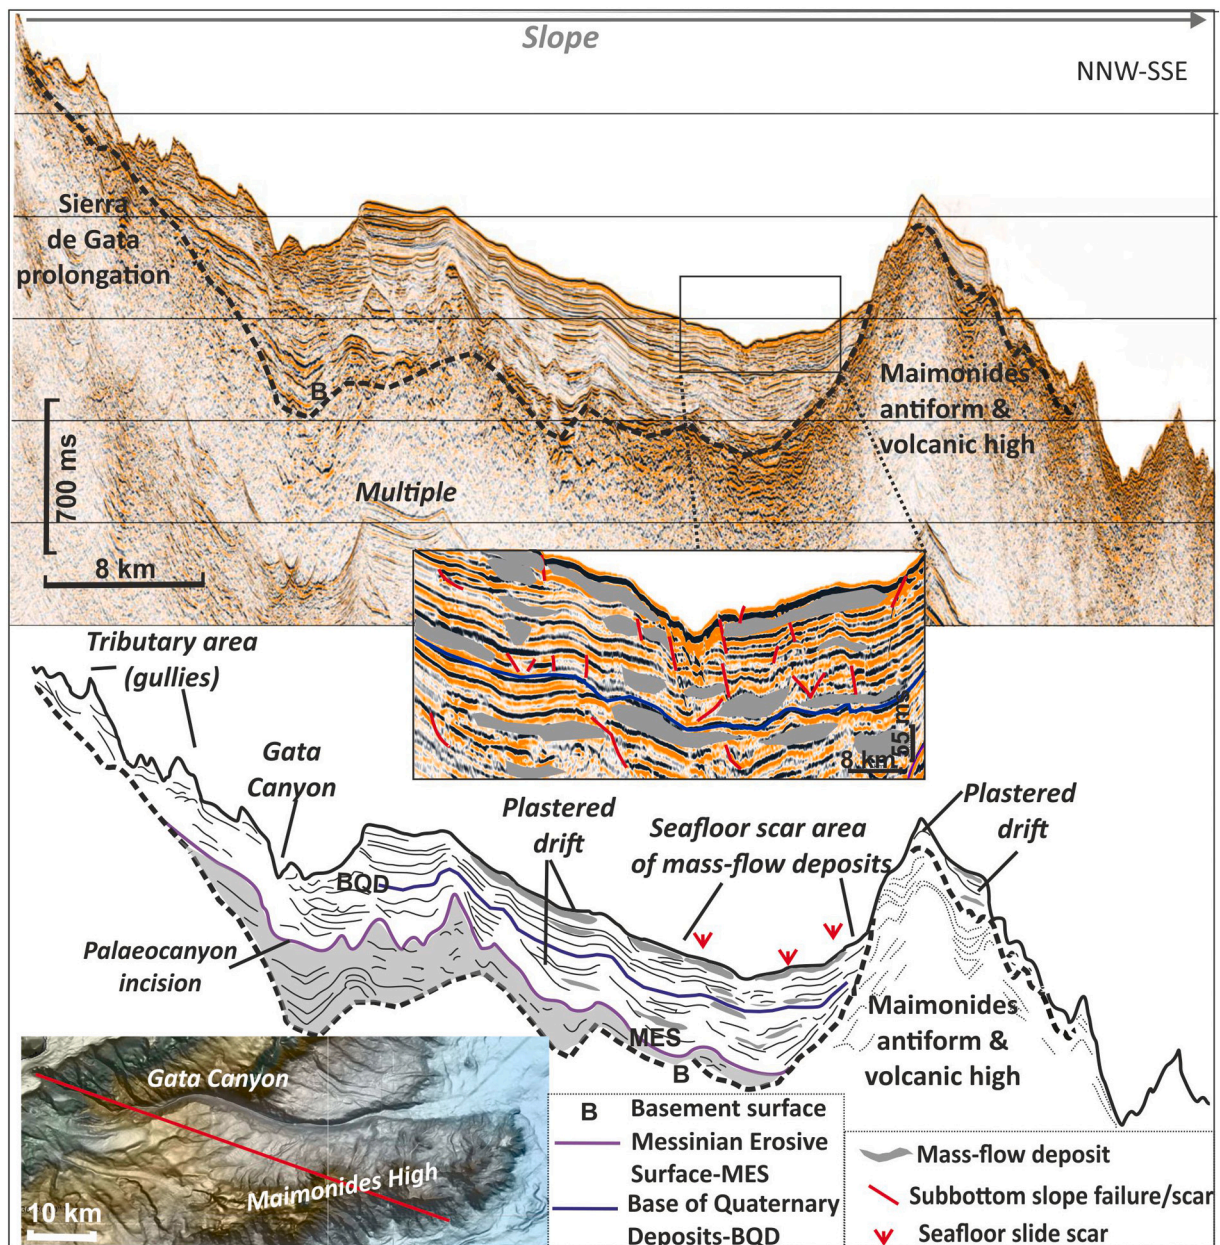 Slope
NNW-SSE
Sierra
de Gata
prolongation
B
Maimonides
antiform &
volcanic high
700 ms
Multiple
8 km
55 ms
8 km
Tributary area
(gullies)
Gata
Canyon
Plastered
drift
Seafloor scar area
of mass-flow deposits
Plastered
drift
BQD
Palaeocanyon
incision
MES
B
Maimonides
antiform &
volcanic high
Gata Canyon
Maimonides High
10 km
B Basement surface
Messinian Erosive
Surface-MES
Base of Quaternary
Deposits-BQD
Mass-flow deposit
Subbottom slope failure/scar
Seafloor slide scar